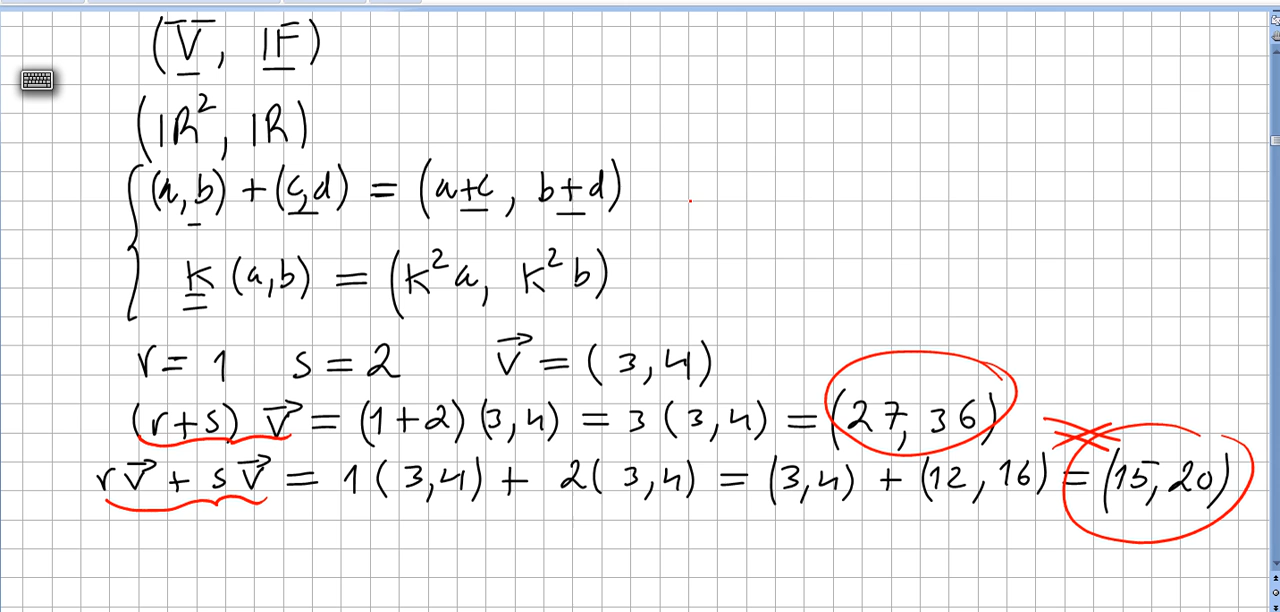 (V, F)
(ℝ², ℝ)
(a,b) + (c,d) = (a+c, b+d)
k (a,b) = (k²a, k²b)
r = 1 s = 2 v⃗ = (3,4)
(r+s) v⃗ = (1+2)(3,4) = 3(3,4) = (27,36)
r v⃗ + s v⃗ = 1(3,4) + 2(3,4) = (3,4) + (12,16) = (15,20)